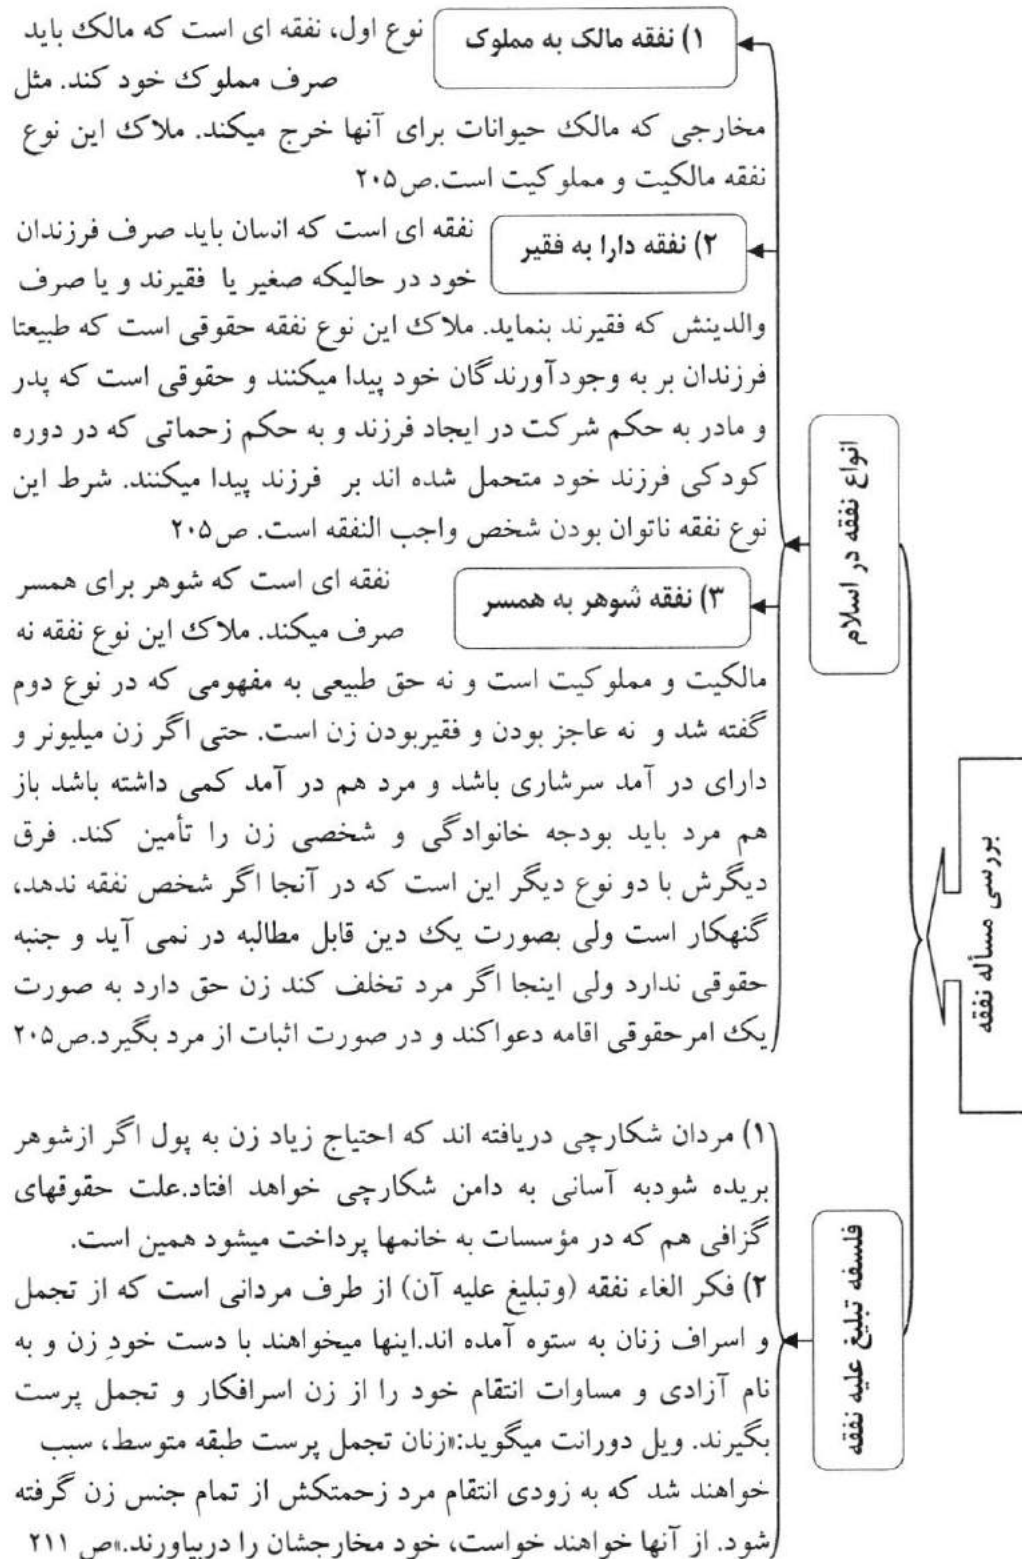 بررسی مسأله نفقه
انواع نفقه در اسلام
۱) نفقه مالک به مملوک
نوع اول، نفقه ای است که مالک باید
صرف مملوک خود کند. مثل
مخارجی که مالک حیوانات برای آنها خرج میکند. ملاک این نوع
نفقه مالکیت و مملوکیت است.ص۲۰۵
۲) نفقه دارا به فقیر
نفقه ای است که انسان باید صرف فرزندان
خود در حالیکه صغیر یا فقیرند و یا صرف
والدینش که فقیرند بنماید. ملاک این نوع نفقه حقوقی است که طبیعتا
فرزندان بر به وجودآورندگان خود پیدا میکنند و حقوقی است که پدر
و مادر به حکم شرکت در ایجاد فرزند و به حکم زحماتی که در دوره
کودکی فرزند خود متحمل شده اند بر فرزند پیدا میکنند. شرط این
نوع نفقه ناتوان بودن شخص واجب النفقه است. ص۲۰۵
۳) نفقه شوهر به همسر
نفقه ای است که شوهر برای همسر
صرف میکند. ملاک این نوع نفقه نه
مالکیت و مملوکیت است و نه حق طبیعی به مفهومی که در نوع دوم
گفته شد و نه عاجز بودن و فقیربودن زن است. حتی اگر زن میلیونر و
دارای در آمد سرشاری باشد و مرد هم در آمد کمی داشته باشد باز
هم مرد باید بودجه خانوادگی و شخصی زن را تأمین کند. فرق
دیگرش با دو نوع دیگر این است که در آنجا اگر شخص نفقه ندهد،
گنهکار است ولی بصورت یک دین قابل مطالبه در نمی آید و جنبه
حقوقی ندارد ولی اینجا اگر مرد تخلف کند زن حق دارد به صورت
یک امرحقوقی اقامه دعواکند و در صورت اثبات از مرد بگیرد.ص۲۰۵
فلسفه تبلیغ علیه نفقه
۱) مردان شکارچی دریافته اند که احتیاج زیاد زن به پول اگر ازشوهر
بریده شودبه آسانی به دامن شکارچی خواهد افتاد.علت حقوقهای
گزافی هم که در مؤسسات به خانمها پرداخت میشود همین است.
۲) فکر الغاء نفقه (وتبلیغ علیه آن) از طرف مردانی است که از تجمل
و اسراف زنان به ستوه آمده اند.اینها میخواهند با دست خودِ زن و به
نام آزادی و مساوات انتقام خود را از زن اسرافکار و تجمل پرست
بگیرند. ویل دورانت میگوید:«زنان تجمل پرست طبقه متوسط، سبب
خواهند شد که به زودی انتقام مرد زحمتکش از تمام جنس زن گرفته
شود. از آنها خواهند خواست، خود مخارجشان را دربیاورند.»ص ۲۱۱